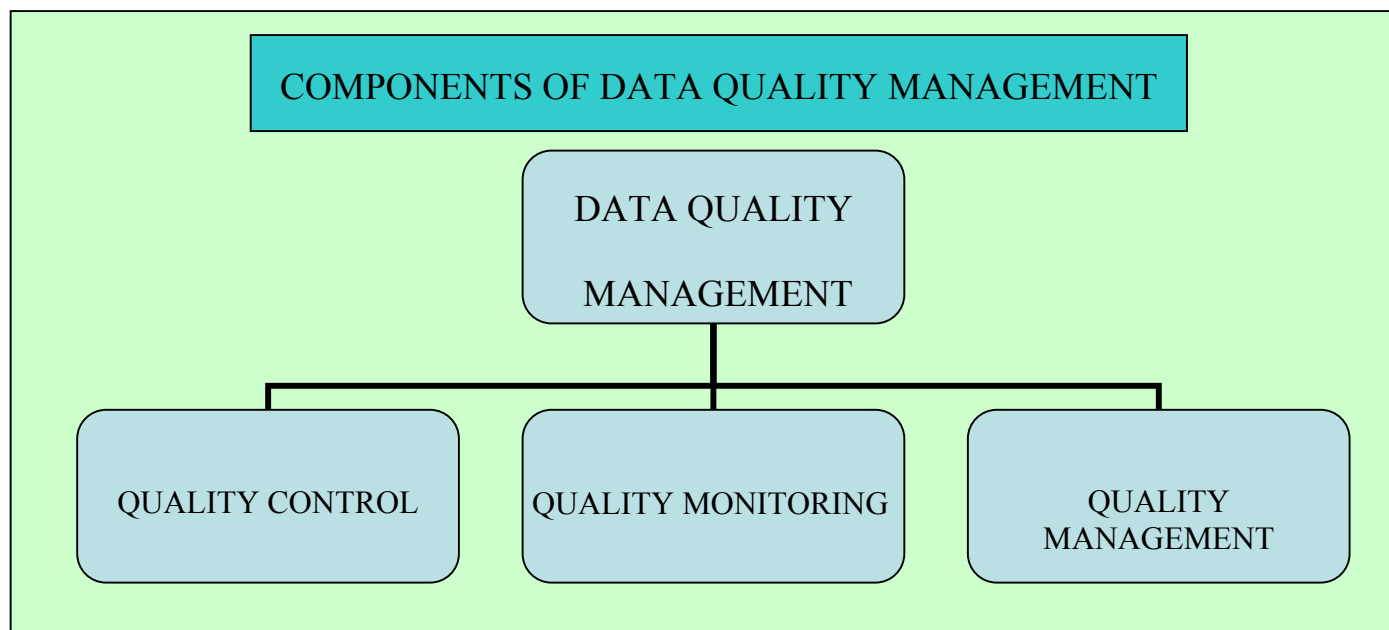 COMPONENTS OF DATA QUALITY MANAGEMENT
DATA QUALITY
MANAGEMENT
QUALITY CONTROL
QUALITY MONITORING
QUALITY
MANAGEMENT